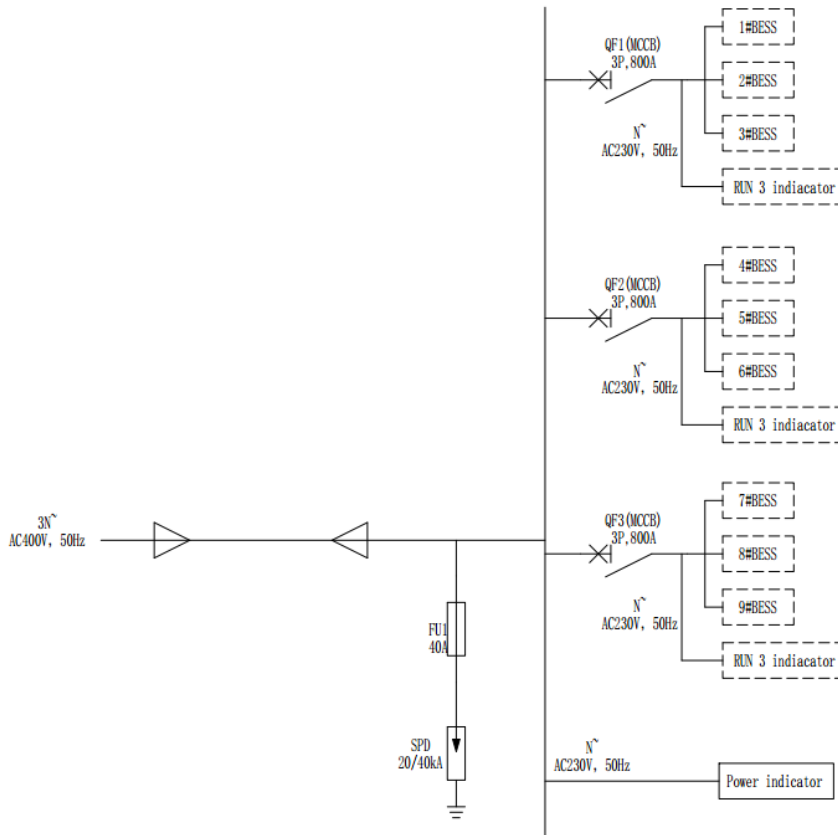 QF1(MCCB)
3P,800A
N~
AC230V, 50Hz
1#BESS
2#BESS
3#BESS
RUN 3 indiacator
QF2(MCCB)
3P,800A
N~
AC230V, 50Hz
4#BESS
5#BESS
6#BESS
RUN 3 indiacator
3N~
AC400V, 50Hz
FU1
40A
SPD
20/40kA
QF3(MCCB)
3P,800A
N~
AC230V, 50Hz
7#BESS
8#BESS
9#BESS
RUN 3 indiacator
N~
AC230V, 50Hz
Power indicator